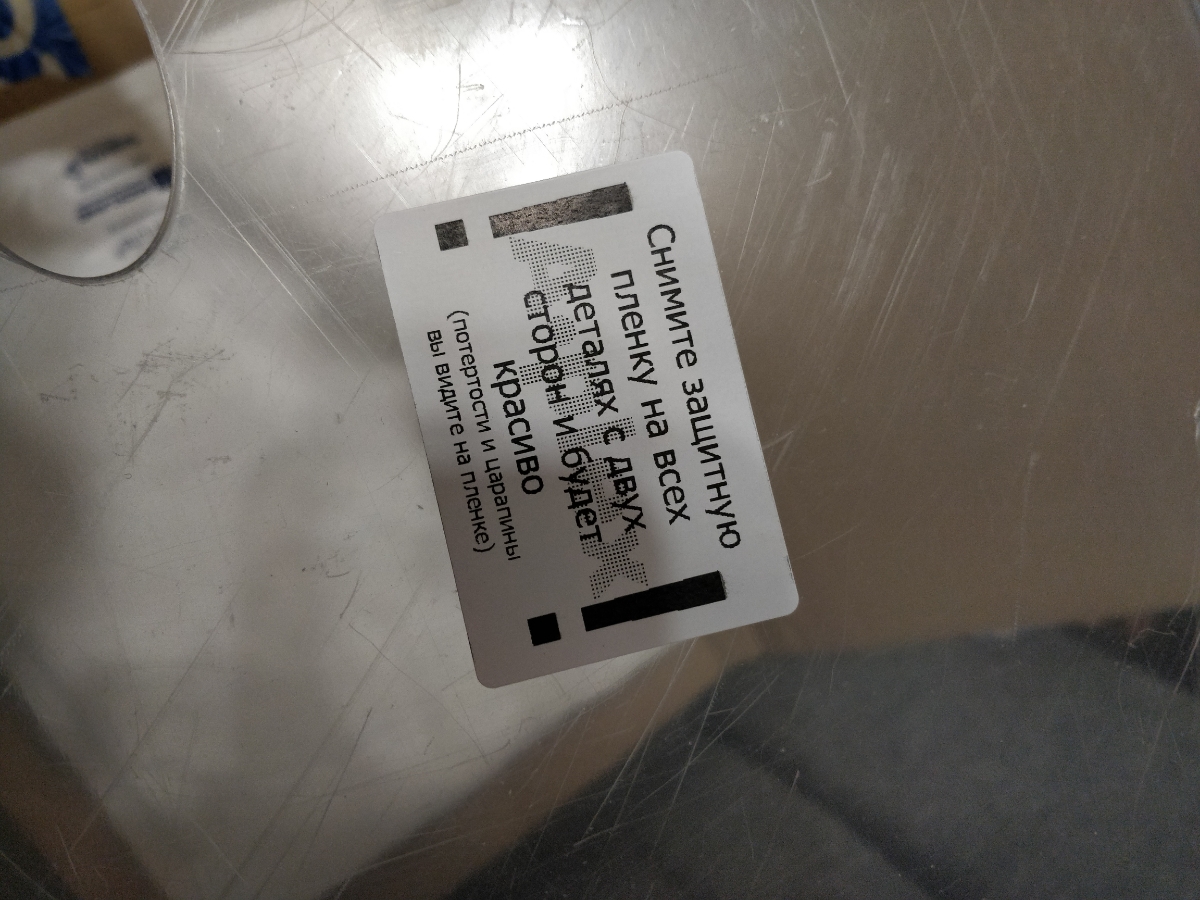 Снимите защитную
пленку на всех
деталях с двух
сторон и будет
красиво
(потертости и царапины
вы видите на пленке)